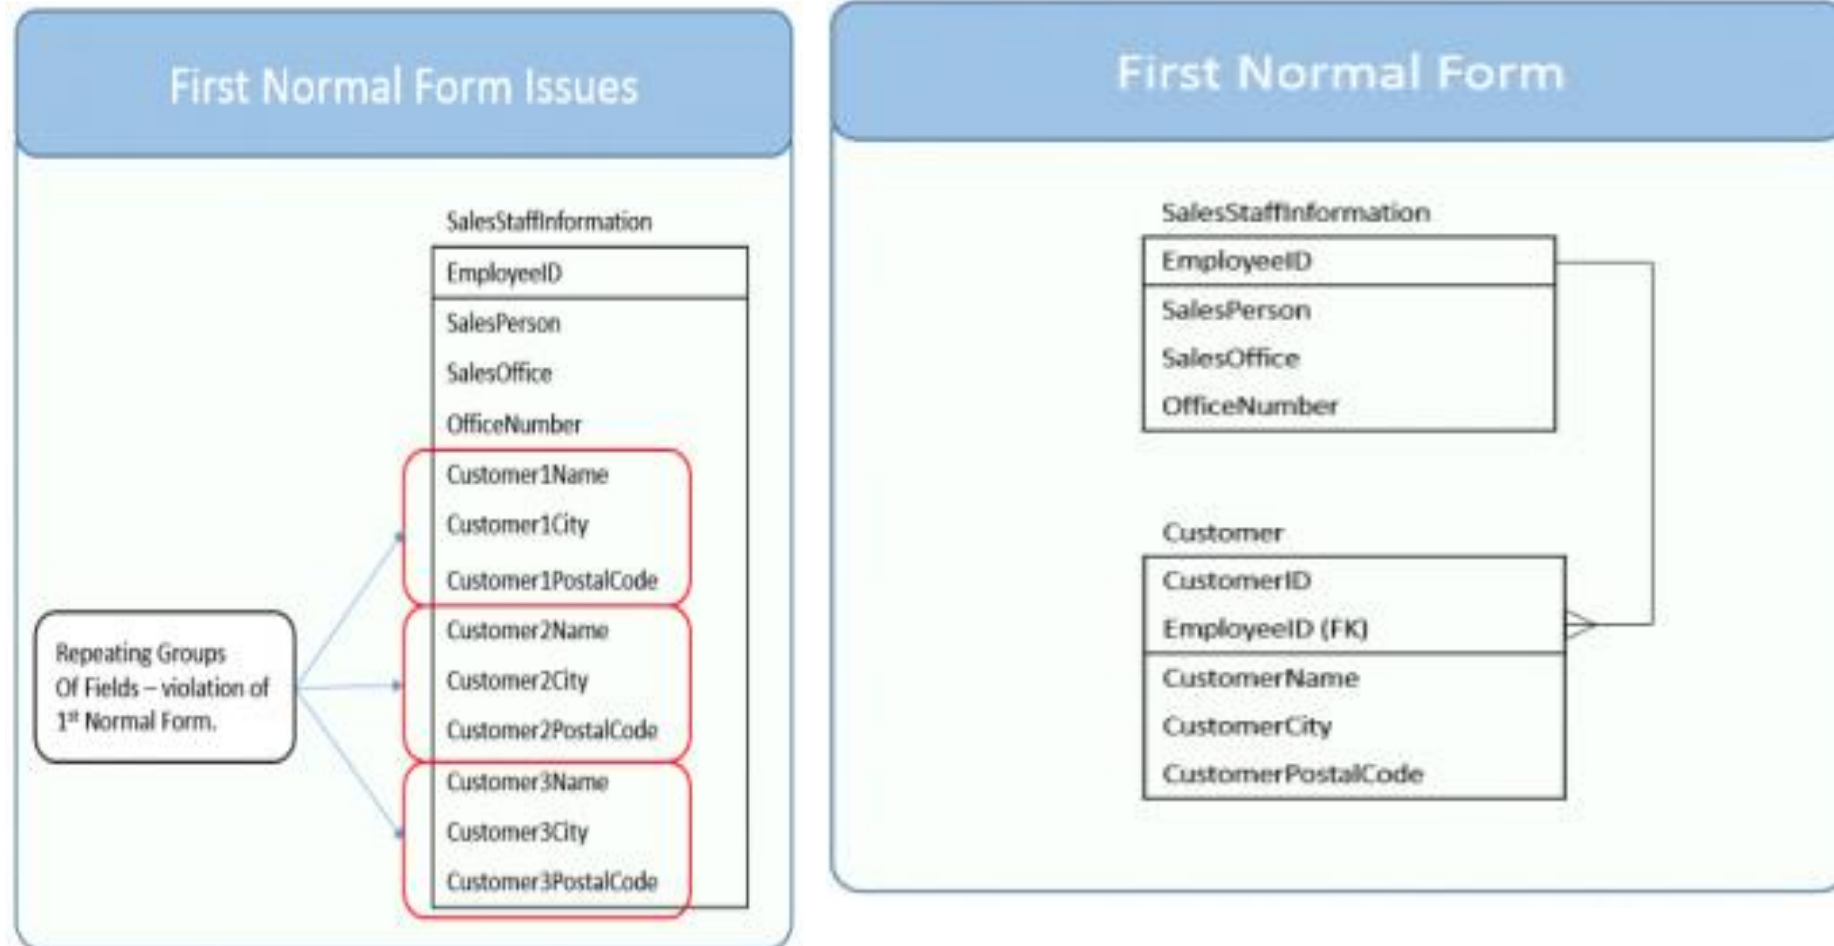 First Normal Form Issues
SalesStaffInformation
EmployeeID
SalesPerson
SalesOffice
OfficeNumber
Customer1Name
Customer1City
Customer1PostalCode
Customer2Name
Customer2City
Customer2PostalCode
Customer3Name
Customer3City
Customer3PostalCode
Repeating Groups
Of Fields – violation of
1st Normal Form.
First Normal Form
SalesStaffInformation
EmployeeID
SalesPerson
SalesOffice
OfficeNumber
Customer
CustomerID
EmployeeID (FK)
CustomerName
CustomerCity
CustomerPostalCode